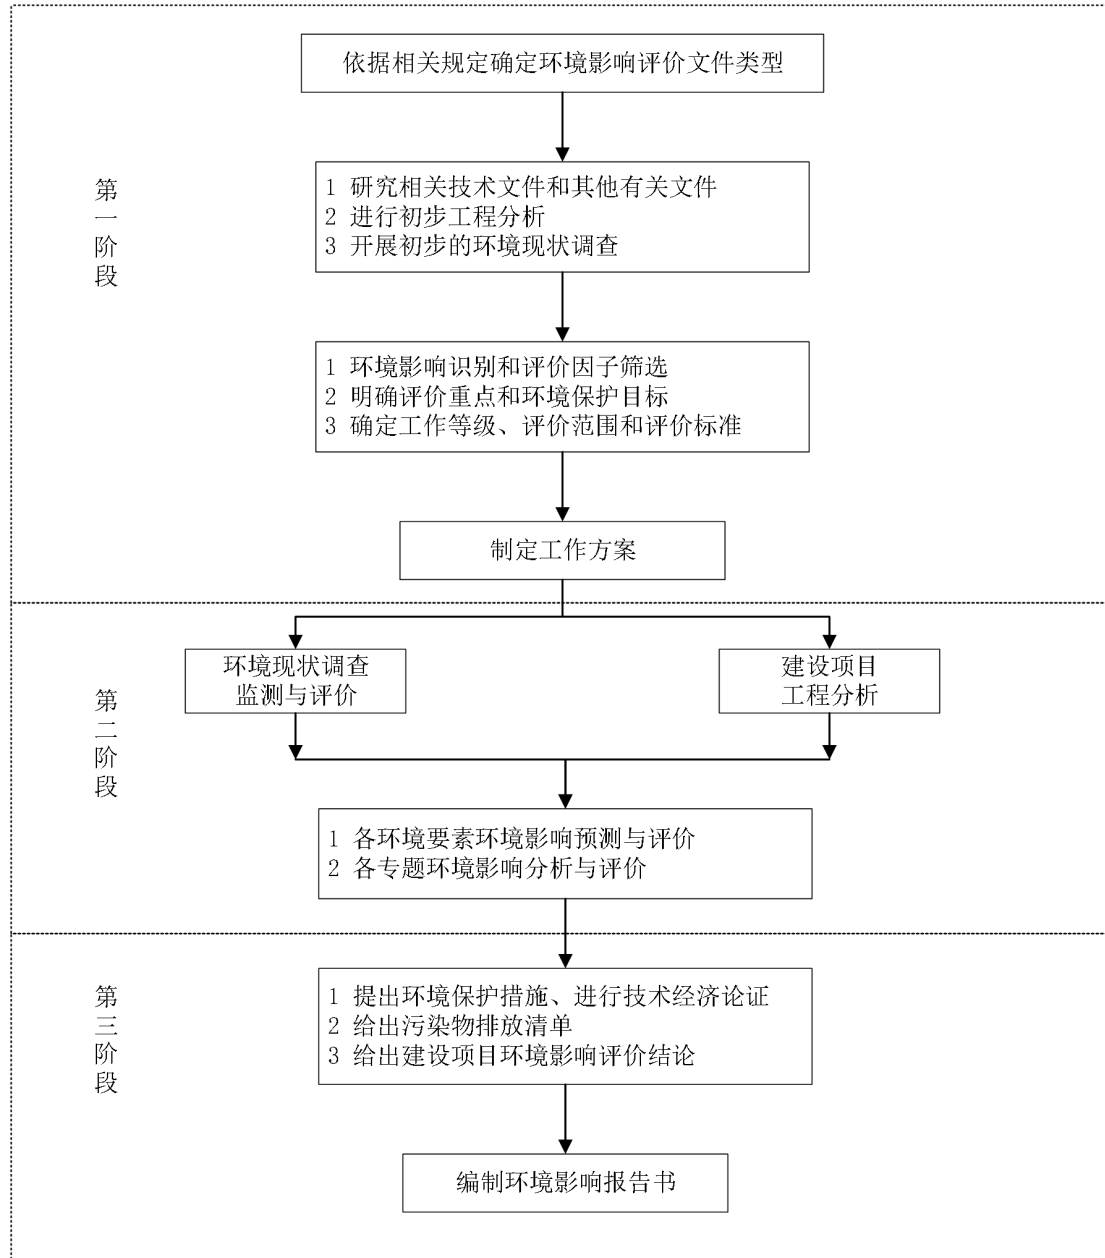 依据相关规定确定环境影响评价文件类型
第一阶段
1 研究相关技术文件和其他有关文件
2 进行初步工程分析
3 开展初步的环境现状调查
1 环境影响识别和评价因子筛选
2 明确评价重点和环境保护目标
3 确定工作等级、评价范围和评价标准
制定工作方案
第二阶段
环境现状调查
监测与评价
建设项目
工程分析
1 各环境要素环境影响预测与评价
2 各专题环境影响分析与评价
第三阶段
1 提出环境保护措施、进行技术经济论证
2 给出污染物排放清单
3 给出建设项目环境影响评价结论
编制环境影响报告书